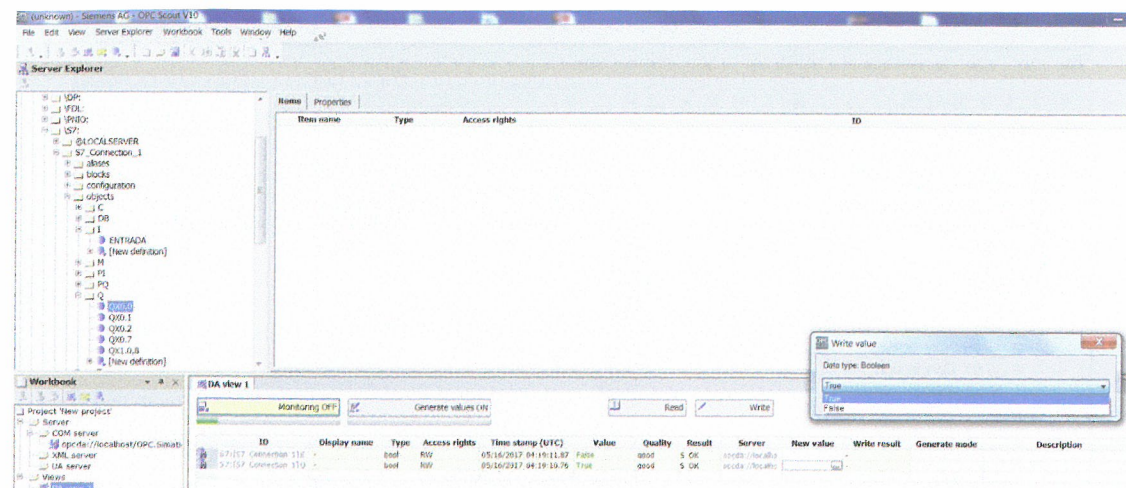 (unknown) - Siemens AG - OPC Scout V10
File Edit View Server Explorer Workbook Tools Window Help
Server Explorer
\DP:
\FDL:
\PNIO:
\S7:
@LOCALSERVER
S7_Connection_1
aliases
blocks
configuration
objects
C
DB
I
ENTRADA
[New definition]
M
PI
PQ
Q
QX0.0
QX0.1
QX0.2
QX0.7
QX1.0,8
[New definition]
Items Properties
Item name Type Access rights ID
Write value
Data type: Boolean
True
True
False
Workbook
Project 'New project'
Server
COM server
opcda://localhost/OPC.Simati
XML server
UA server
Views
DA view 1
Monitoring OFF Generate values ON Read Write
ID Display name Type Access rights Time stamp (UTC) Value Quality Result Server New value Write result Generate mode Description
S7:[S7 Connection 1] - bool RW 05/16/2017 04:19:11.87 False good S OK opcda://localho
S7:[S7 Connection 1] - bool RW 05/16/2017 04:19:10.76 True good S OK opcda://localho